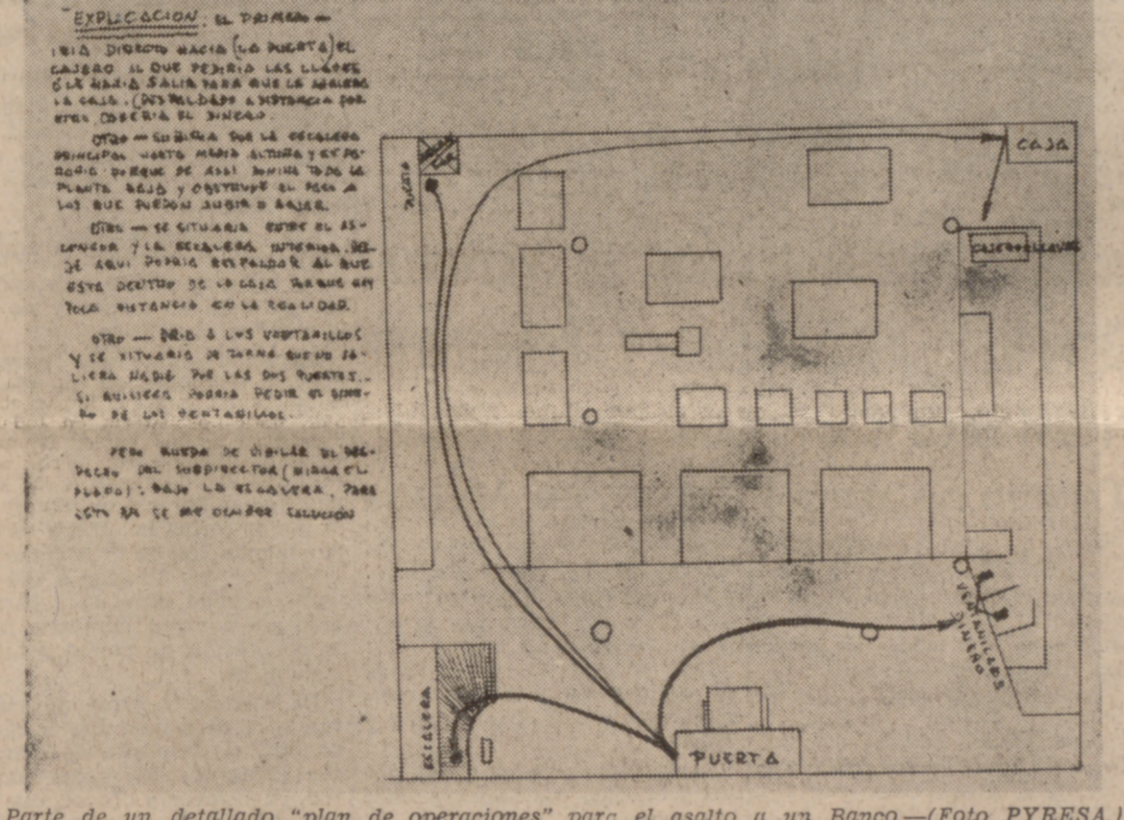 EXPLICACION: EL PRIMERO —
IRIA DIRECTO HACIA (LA PUERTA) EL
CAJERO AL QUE PEDIRIA LAS LLAVES
O LE HARIA SALIR PARA QUE LE ABRIERA
LA CAJA. (RESPALDADO A DISTANCIA POR
OTRO COGERIA EL DINERO.
OTRO — SUBIRIA POR LA ESCALERA
PRINCIPAL HASTA MEDIA ALTURA Y
PORQUE DE ALLI DOMINA TODA LA
PLANTA BAJA Y OBSTRUYE EL PASO A
LOS QUE PUEDAN SUBIR O BAJAR.
OTRO — SE SITUARIA ENTRE EL AS-
CENSOR Y LA ESCALERA INTERIOR. DES-
DE AQUI PODRIA RESPALDAR AL QUE
ESTA DENTRO DE LA CAJA PORQUE HAY
POCA DISTANCIA EN LA REALIDAD.
OTRO — IRIA A LAS VENTANILLAS
Y SE SITUARIA DE FORMA QUE NO SA-
LIERA NADIE POR LAS DOS PUERTAS.
SI QUISIERA PODRIA PEDIR EL DINE-
RO DE LAS VENTANILLAS.
PERO QUEDA DE VIGILAR EL DES-
PACHO DEL SUBDIRECTOR (MIRAR EL
PLANO): BAJO LA ESCALERA. PARA
ESTO NO SE ME OCURRE SOLUCIÓN
CAJA
CAJERO LLAVES
VENTANILLAS
DINERO
ESCALERA
PUERTA
Parte de un detallado "plan de operaciones" para el asalto a un Banco.—(Foto PYRESA.)